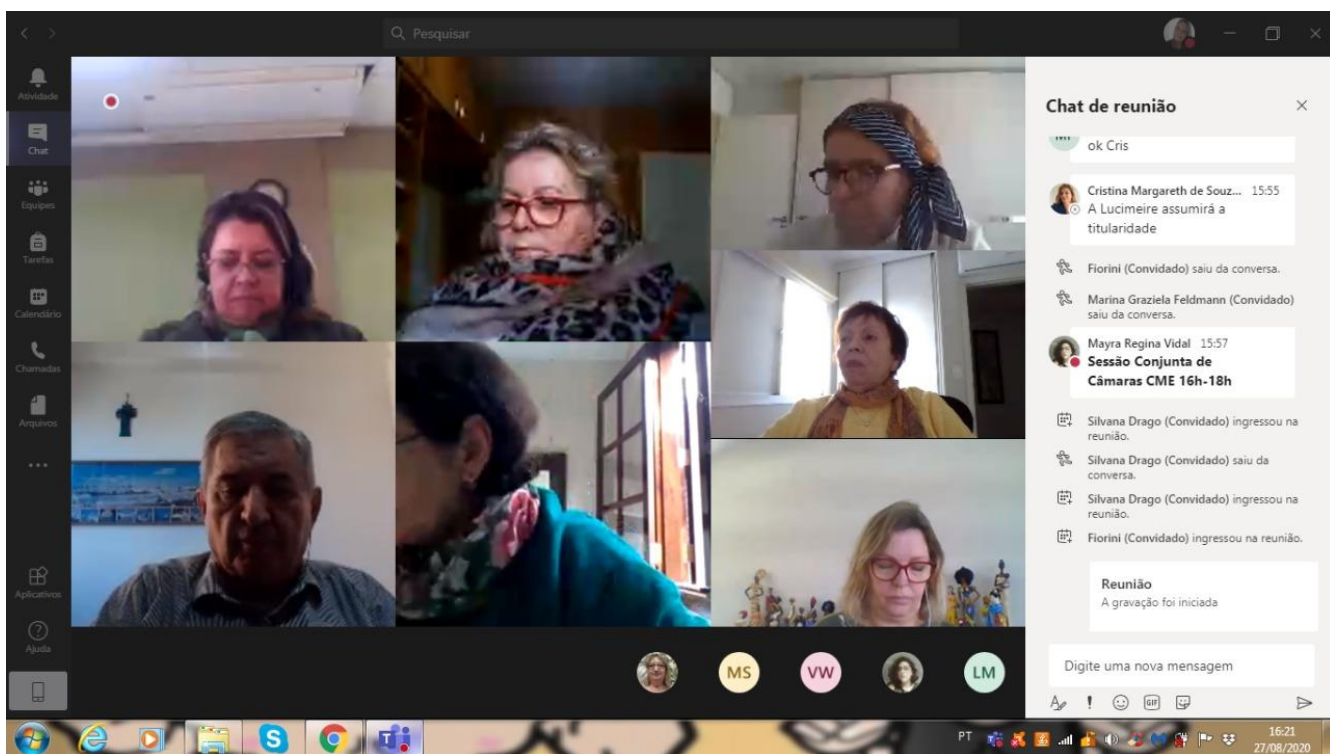 Pesquisar
Atividade
Chat
Equipes
Tarefas
Calendário
Chamadas
Arquivos
Aplicativos
Ajuda
MS
VW
LM
Chat de reunião
ok Cris
Cristina Margareth de Souz... 15:55
A Lucimeire assumirá a
titularidade
Fiorini (Convidado) saiu da conversa.
Marina Graziela Feldmann (Convidado)
saiu da conversa.
Mayra Regina Vidal 15:57
Sessão Conjunta de
Câmaras CME 16h-18h
Silvana Drago (Convidado) ingressou na
reunião.
Silvana Drago (Convidado) saiu da
conversa.
Silvana Drago (Convidado) ingressou na
reunião.
Fiorini (Convidado) ingressou na reunião.
Reunião
A gravação foi iniciada
Digite uma nova mensagem
GIF
PT
16:21
27/08/2020